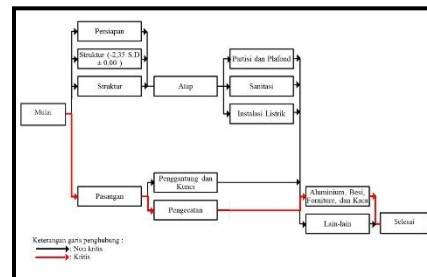 Persiapan
Struktur (-2,35 S.D
± 0,00 )
Struktur
Atap
Partisi dan Plafond
Sanitasi
Instalasi Listrik
Mulai
Pasangan
Penggantung dan
Kunci
Pengecatan
Aluminium, Besi,
Forniture, dan Kaca
Lain-lain
Selesai
Keterangan garis penghubung :
: Non kritis
: Kritis